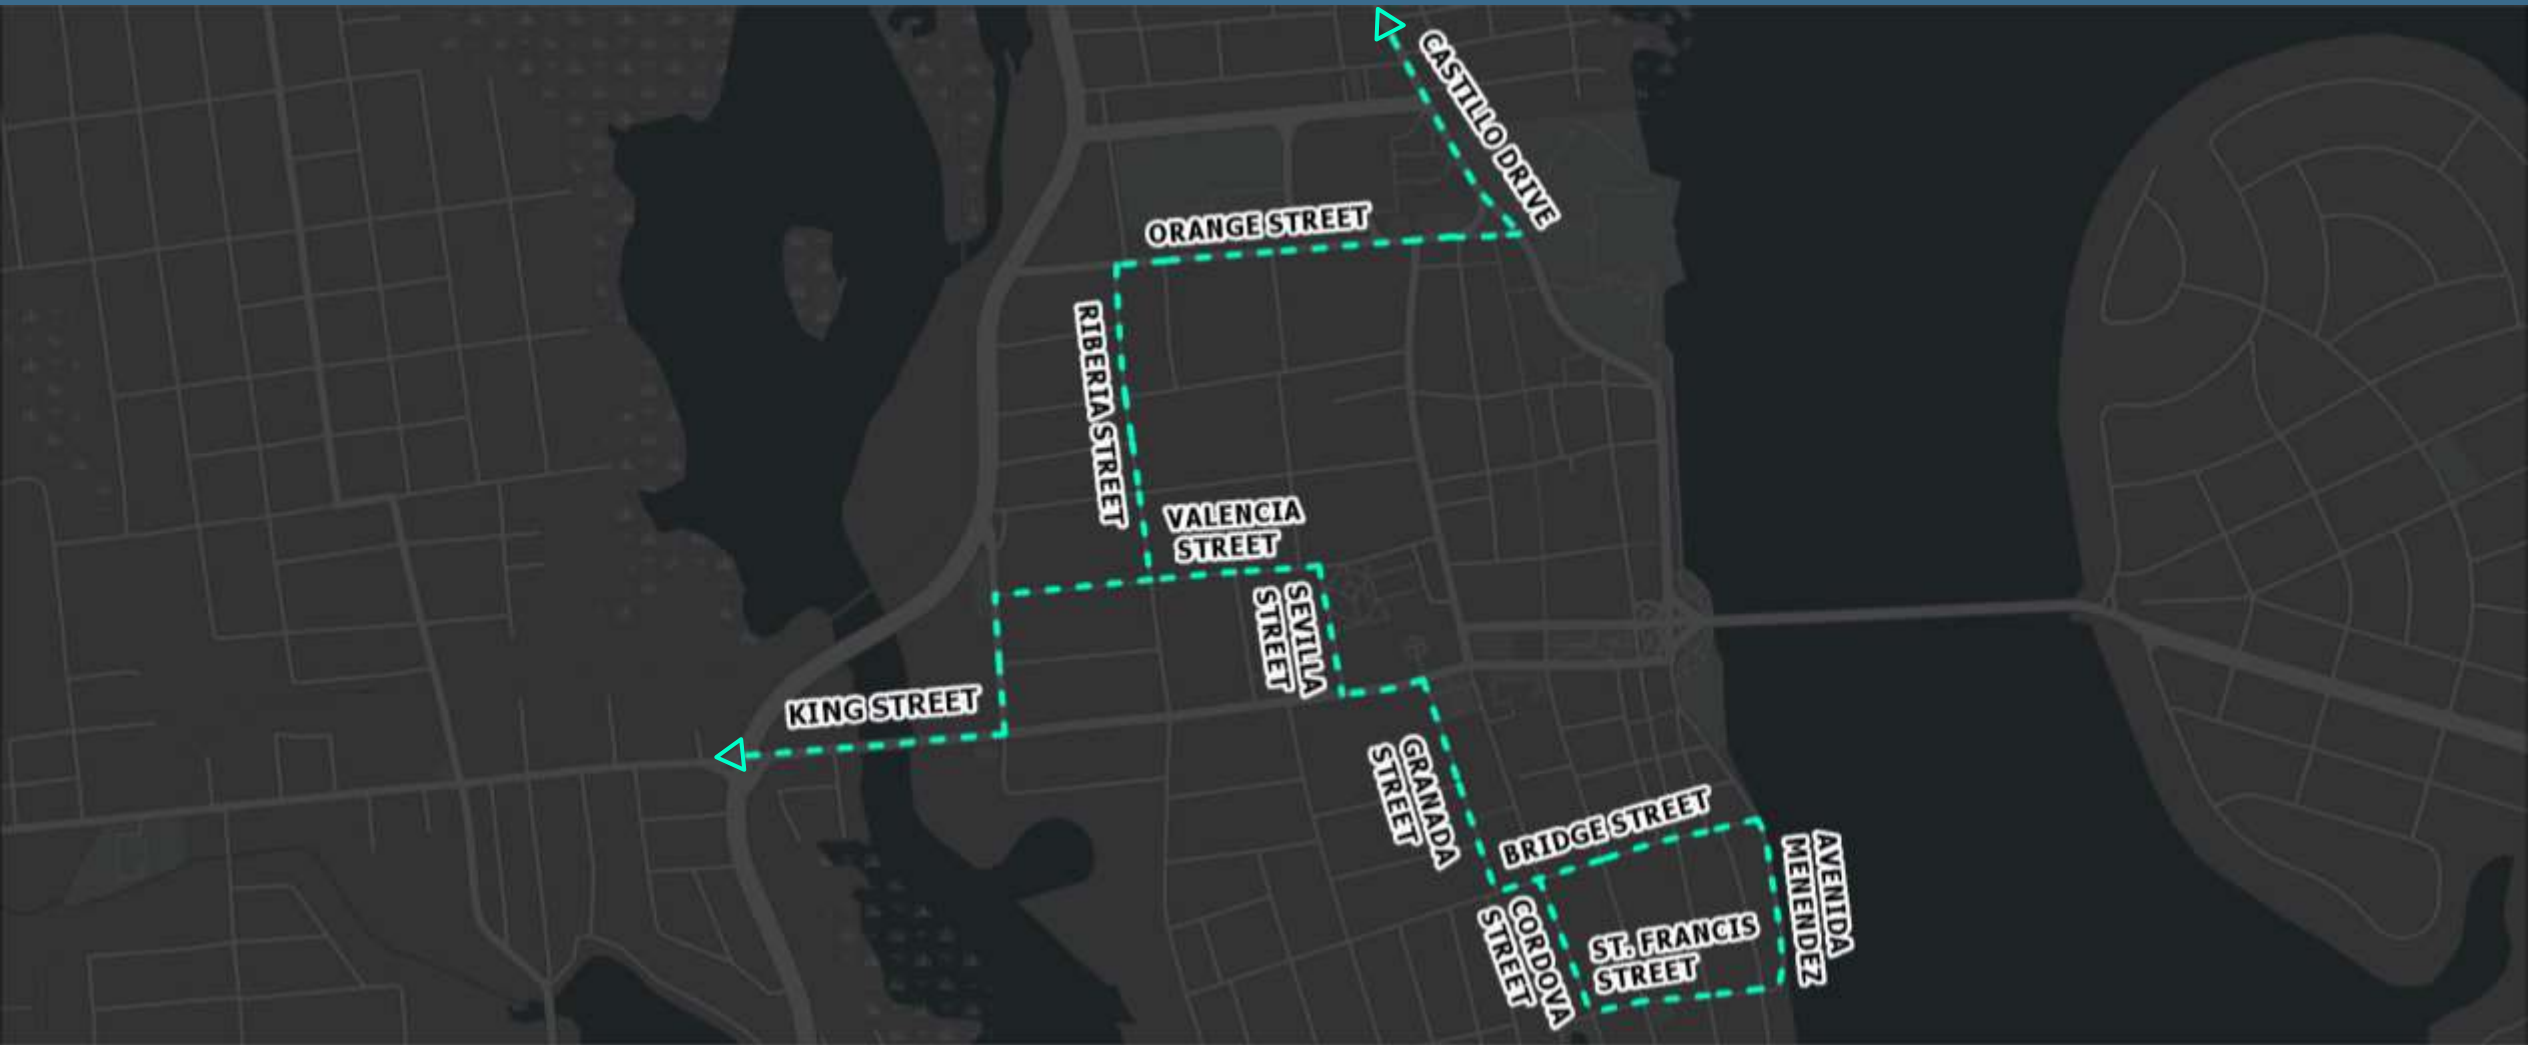 CASTILLO DRIVE
ORANGE STREET
RIBERIA STREET
VALENCIA
STREET
SEVILLA
STREET
KING STREET
GRANADA
STREET
BRIDGE STREET
AVENIDA
MENENDEZ
CORDOVA
STREET
ST. FRANCIS
STREET